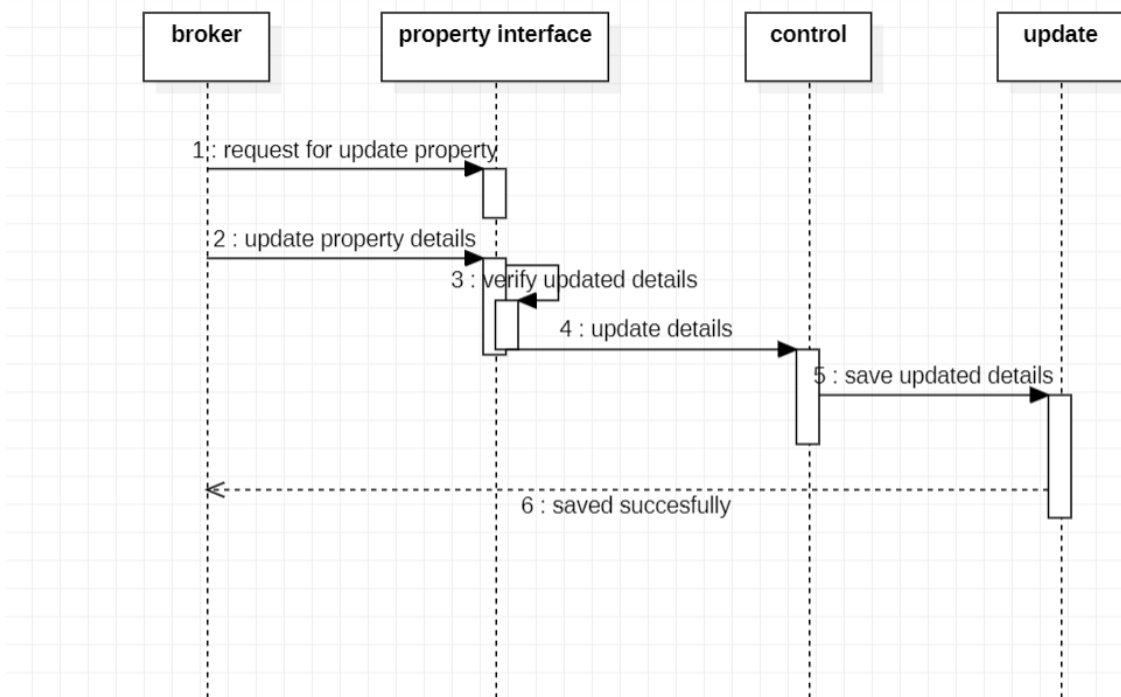 broker
property interface
control
update
1 : request for update property
2 : update property details
3 : verify updated details
4 : update details
5 : save updated details
6 : saved succesfully